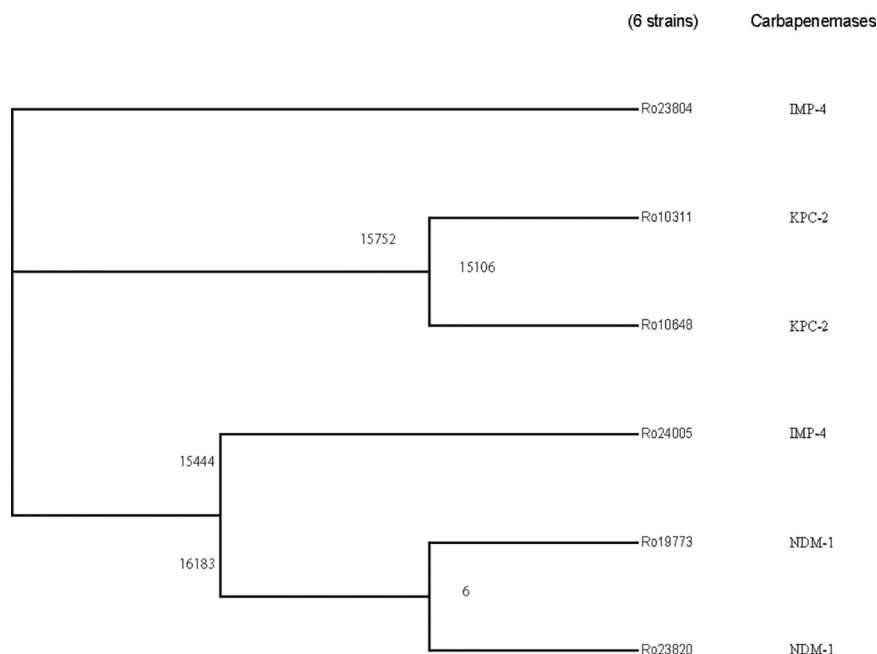 (6 strains) Carbapenemases
Ro23804 IMP-4
Ro10311 KPC-2
15752
15106
Ro10648 KPC-2
Ro24005 IMP-4
15444
Ro19773 NDM-1
16183
6
Ro23820 NDM-1